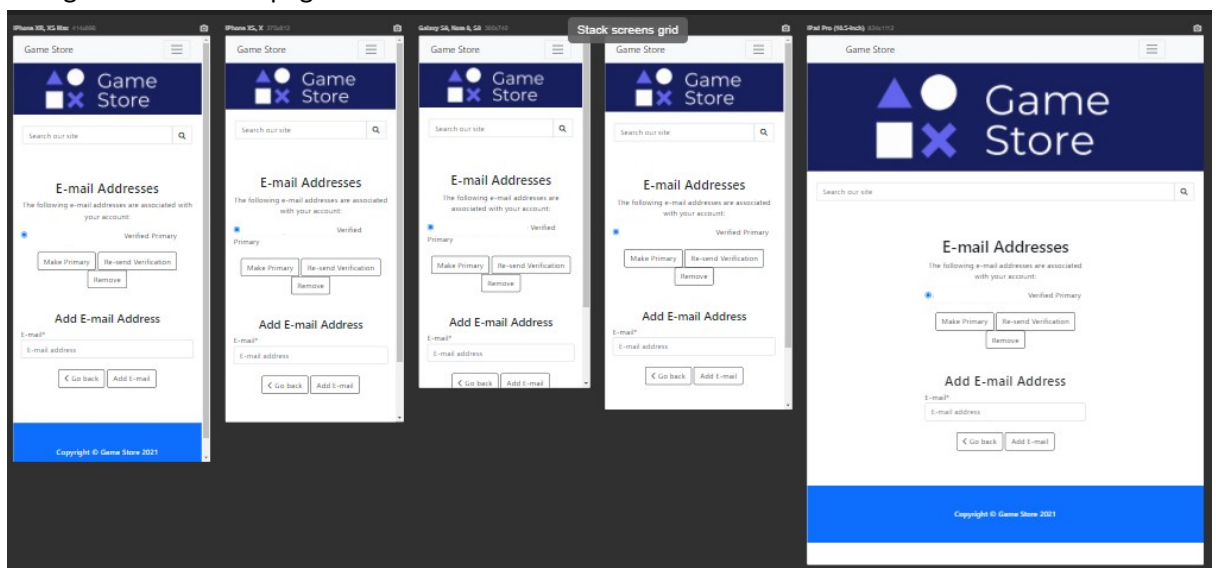 iPhone XR, XS Max 414x896
iPhone XS, X 375x812
Galaxy S8, Note 8, S8 360x740
Stack screens grid
iPad Pro (10.5-inch) 834x1112
Game Store
Game
Store
Search our site
E-mail Addresses
The following e-mail addresses are associated with
your account:
Verified Primary
Make Primary
Re-send Verification
Remove
Add E-mail Address
E-mail*
E-mail address
Go back
Add E-mail
Copyright © Game Store 2021
Game Store
Game
Store
Search our site
E-mail Addresses
The following e-mail addresses are associated
with your account:
Verified
Primary
Make Primary
Re-send Verification
Remove
Add E-mail Address
E-mail*
E-mail address
Go back
Add E-mail
Game Store
Game
Store
Search our site
E-mail Addresses
The following e-mail addresses are
associated with your account:
Verified
Primary
Make Primary
Re-send Verification
Remove
Add E-mail Address
E-mail*
E-mail address
Go back
Add E-mail
Game Store
Game
Store
Search our site
E-mail Addresses
The following e-mail addresses are associated
with your account:
Verified Primary
Make Primary
Re-send Verification
Remove
Add E-mail Address
E-mail*
E-mail address
Go back
Add E-mail
Game Store
Game
Store
Search our site
E-mail Addresses
The following e-mail addresses are associated
with your account:
Verified Primary
Make Primary
Re-send Verification
Remove
Add E-mail Address
E-mail*
E-mail address
Go back
Add E-mail
Copyright © Game Store 2021